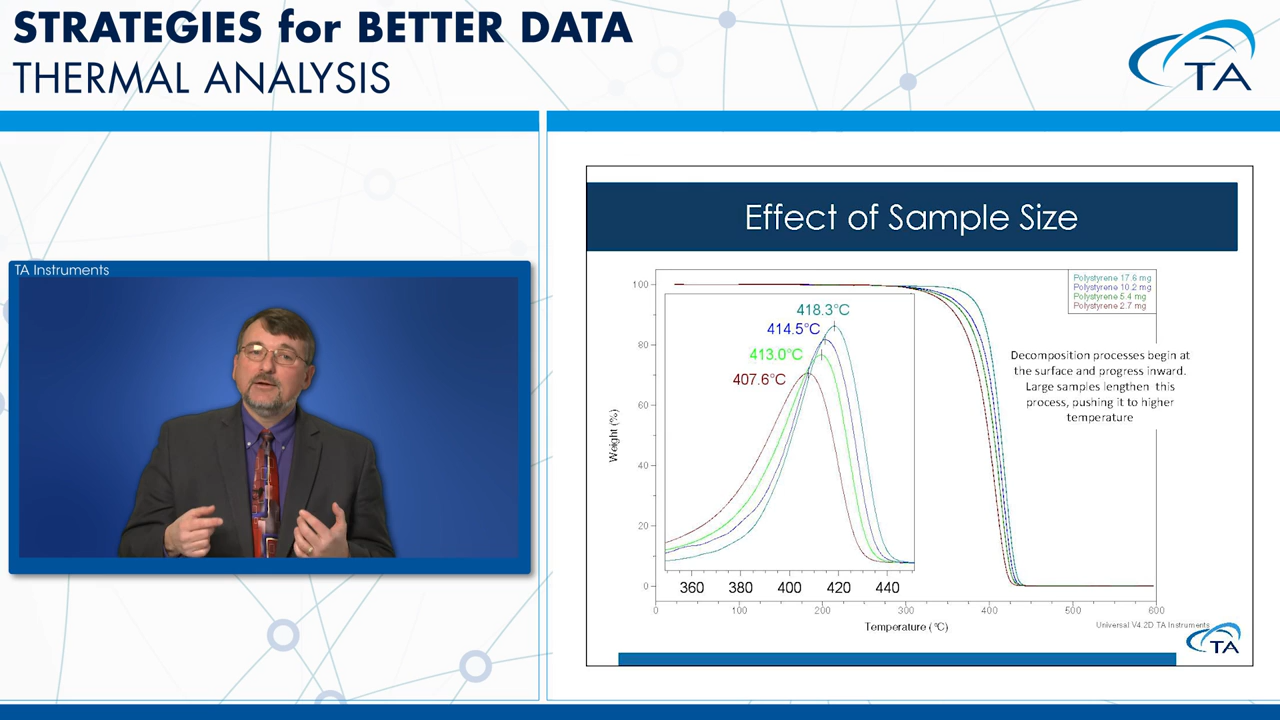 STRATEGIES for BETTER DATA
THERMAL ANALYSIS
TA
TA Instruments
Effect of Sample Size
Polystyrene 17.6 mg
Polystyrene 10.2 mg
Polystyrene 5.4 mg
Polystyrene 2.7 mg
418.3°C
414.5°C
413.0°C
407.6°C
Decomposition processes begin at
the surface and progress inward.
Large samples lengthen this
process, pushing it to higher
temperature
Weight (%)
100
80
60
40
20
0
360 380 400 420 440
0 100 200 300 400 500 600
Temperature (°C)
Universal V4.2D TA Instruments
TA